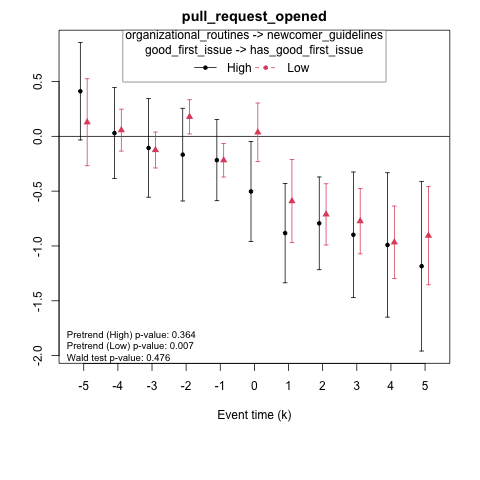 pull_request_opened
organizational_routines -> newcomer_guidelines
good_first_issue -> has_good_first_issue
High Low
0.5
0.0
-0.5
-1.0
-1.5
-2.0
Pretrend (High) p-value: 0.364
Pretrend (Low) p-value: 0.007
Wald test p-value: 0.476
-5 -4 -3 -2 -1 0 1 2 3 4 5
Event time (k)